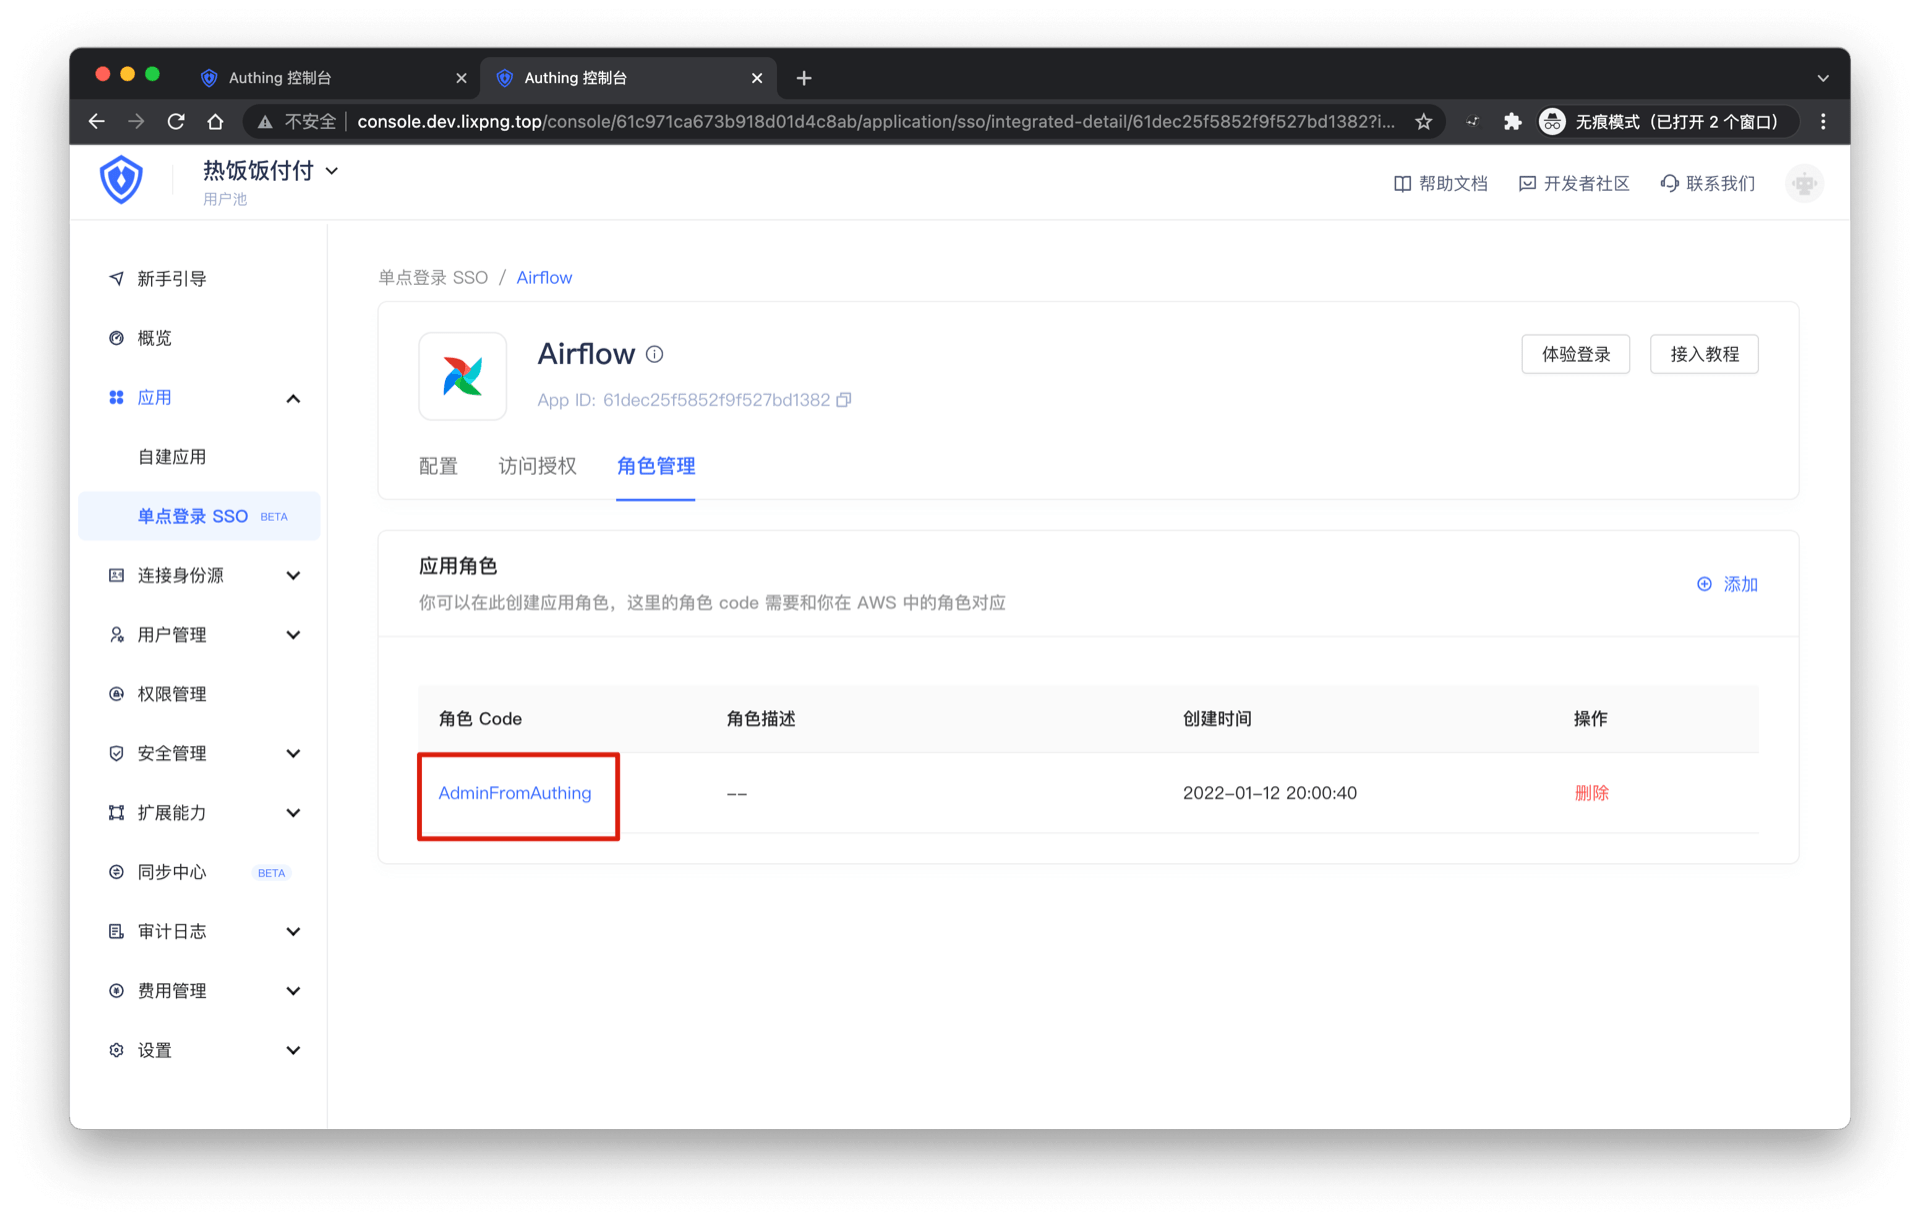 Authing 控制台
Authing 控制台
不安全 console.dev.lixpng.top/console/61c971ca673b918d01d4c8ab/application/sso/integrated-detail/61dec25f5852f9f527bd1382?i...
无痕模式（已打开 2 个窗口）
热饭饭付付
用户池
帮助文档
开发者社区
联系我们
新手引导
概览
应用
自建应用
单点登录 SSO BETA
连接身份源
用户管理
权限管理
安全管理
扩展能力
同步中心 BETA
审计日志
费用管理
设置
单点登录 SSO / Airflow
Airflow
App ID: 61dec25f5852f9f527bd1382
体验登录
接入教程
配置 访问授权 角色管理
应用角色
你可以在此创建应用角色，这里的角色 code 需要和你在 AWS 中的角色对应
添加
角色 Code 角色描述 创建时间 操作
AdminFromAuthing -- 2022-01-12 20:00:40 删除